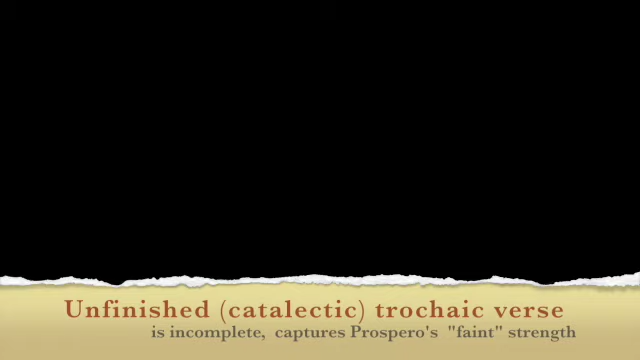 Unfinished (catalectic) trochaic verse
is incomplete, captures Prospero's "faint" strength